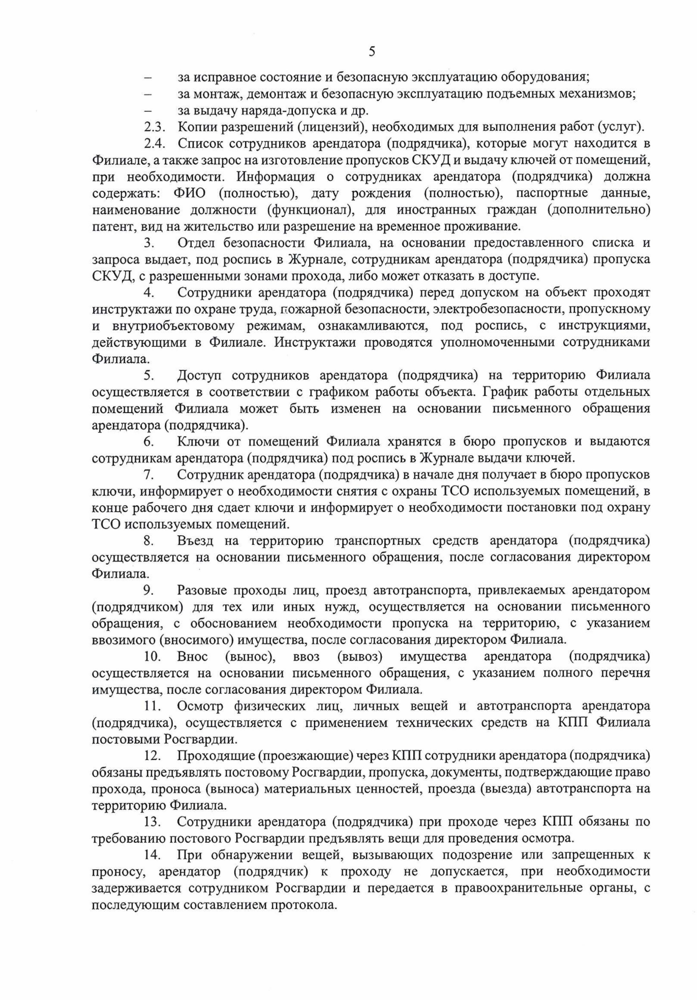 5
– за исправное состояние и безопасную эксплуатацию оборудования;
– за монтаж, демонтаж и безопасную эксплуатацию подъемных механизмов;
– за выдачу наряда-допуска и др.
2.3. Копии разрешений (лицензий), необходимых для выполнения работ (услуг).
2.4. Список сотрудников арендатора (подрядчика), которые могут находится в
Филиале, а также запрос на изготовление пропусков СКУД и выдачу ключей от помещений,
при необходимости. Информация о сотрудниках арендатора (подрядчика) должна
содержать: ФИО (полностью), дату рождения (полностью), паспортные данные,
наименование должности (функционал), для иностранных граждан (дополнительно)
патент, вид на жительство или разрешение на временное проживание.
3. Отдел безопасности Филиала, на основании предоставленного списка и
запроса выдает, под роспись в Журнале, сотрудникам арендатора (подрядчика) пропуска
СКУД, с разрешенными зонами прохода, либо может отказать в доступе.
4. Сотрудники арендатора (подрядчика) перед допуском на объект проходят
инструктажи по охране труда, пожарной безопасности, электробезопасности, пропускному
и внутриобъектовому режимам, ознакамливаются, под роспись, с инструкциями,
действующими в Филиале. Инструктажи проводятся уполномоченными сотрудниками
Филиала.
5. Доступ сотрудников арендатора (подрядчика) на территорию Филиала
осуществляется в соответствии с графиком работы объекта. График работы отдельных
помещений Филиала может быть изменен на основании письменного обращения
арендатора (подрядчика).
6. Ключи от помещений Филиала хранятся в бюро пропусков и выдаются
сотрудникам арендатора (подрядчика) под роспись в Журнале выдачи ключей.
7. Сотрудник арендатора (подрядчика) в начале дня получает в бюро пропусков
ключи, информирует о необходимости снятия с охраны ТСО используемых помещений, в
конце рабочего дня сдает ключи и информирует о необходимости постановки под охрану
ТСО используемых помещений.
8. Въезд на территорию транспортных средств арендатора (подрядчика)
осуществляется на основании письменного обращения, после согласования директором
Филиала.
9. Разовые проходы лиц, проезд автотранспорта, привлекаемых арендатором
(подрядчиком) для тех или иных нужд, осуществляется на основании письменного
обращения, с обоснованием необходимости пропуска на территорию, с указанием
ввозимого (вносимого) имущества, после согласования директором Филиала.
10. Внос (вынос), ввоз (вывоз) имущества арендатора (подрядчика)
осуществляется на основании письменного обращения, с указанием полного перечня
имущества, после согласования директором Филиала.
11. Осмотр физических лиц, личных вещей и автотранспорта арендатора
(подрядчика), осуществляется с применением технических средств на КПП Филиала
постовыми Росгвардии.
12. Проходящие (проезжающие) через КПП сотрудники арендатора (подрядчика)
обязаны предъявлять постовому Росгвардии, пропуска, документы, подтверждающие право
прохода, проноса (выноса) материальных ценностей, проезда (выезда) автотранспорта на
территорию Филиала.
13. Сотрудники арендатора (подрядчика) при проходе через КПП обязаны по
требованию постового Росгвардии предъявлять вещи для проведения осмотра.
14. При обнаружении вещей, вызывающих подозрение или запрещенных к
проносу, арендатор (подрядчик) к проходу не допускается, при необходимости
задерживается сотрудником Росгвардии и передается в правоохранительные органы, с
последующим составлением протокола.